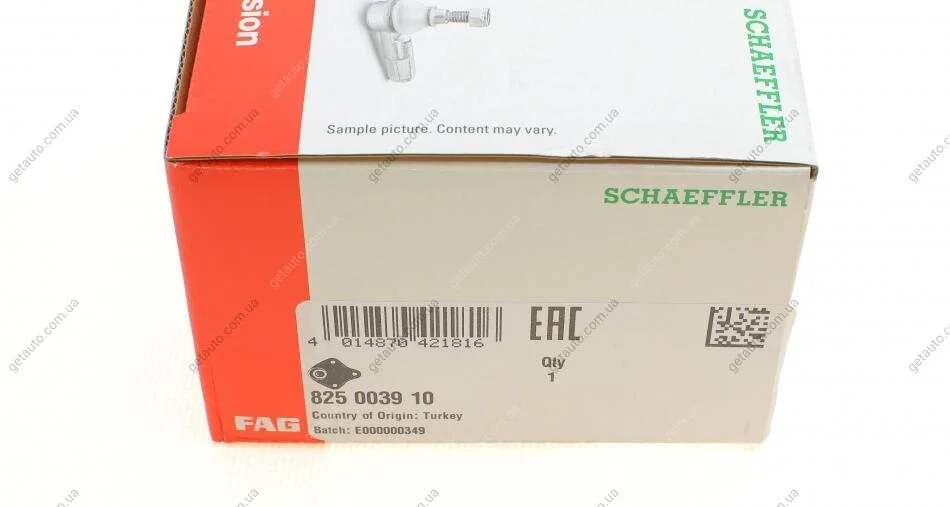 sion
SCHAEFFLER
Sample picture. Content may vary.
SCHAEFFLER
4 014870 421816
EAC
Qty
1
825 0039 10
Country of Origin: Turkey
Batch: E000000349
FAG
getauto.com.ua